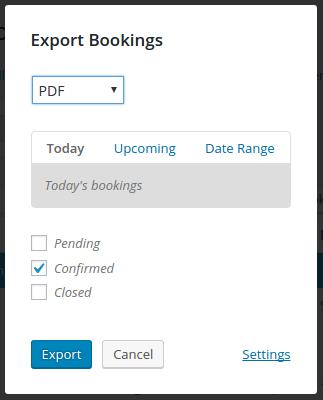 Export Bookings
PDF
Today Upcoming Date Range
Today's bookings
Pending
Confirmed
Closed
Export Cancel Settings